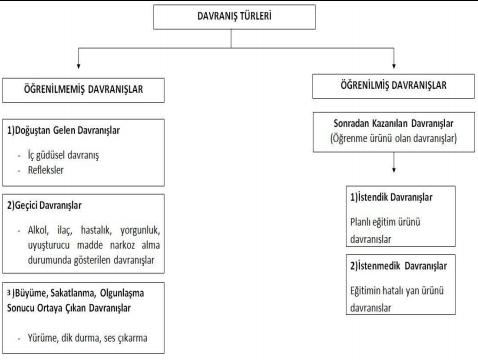 DAVRANIŞ TÜRLERİ
ÖĞRENİLMEMİŞ DAVRANIŞLAR
1)Doğuştan Gelen Davranışlar
- İç güdüsel davranış
- Refleksler
2)Geçici Davranışlar
- Alkol, ilaç, hastalık, yorgunluk,
uyuşturucu madde narkoz alma
durumunda gösterilen davranışlar
3)Büyüme, Sakatlanma, Olgunlaşma
Sonucu Ortaya Çıkan Davranışlar
- Yürüme, dik durma, ses çıkarma
ÖĞRENİLMİŞ DAVRANIŞLAR
Sonradan Kazanılan Davranışlar
(Öğrenme ürünü olan davranışlar)
1)İstendik Davranışlar
Planlı eğitim ürünü
davranışlar
2)İstenmedik Davranışlar
Eğitimin hatalı yan ürünü
davranıslar